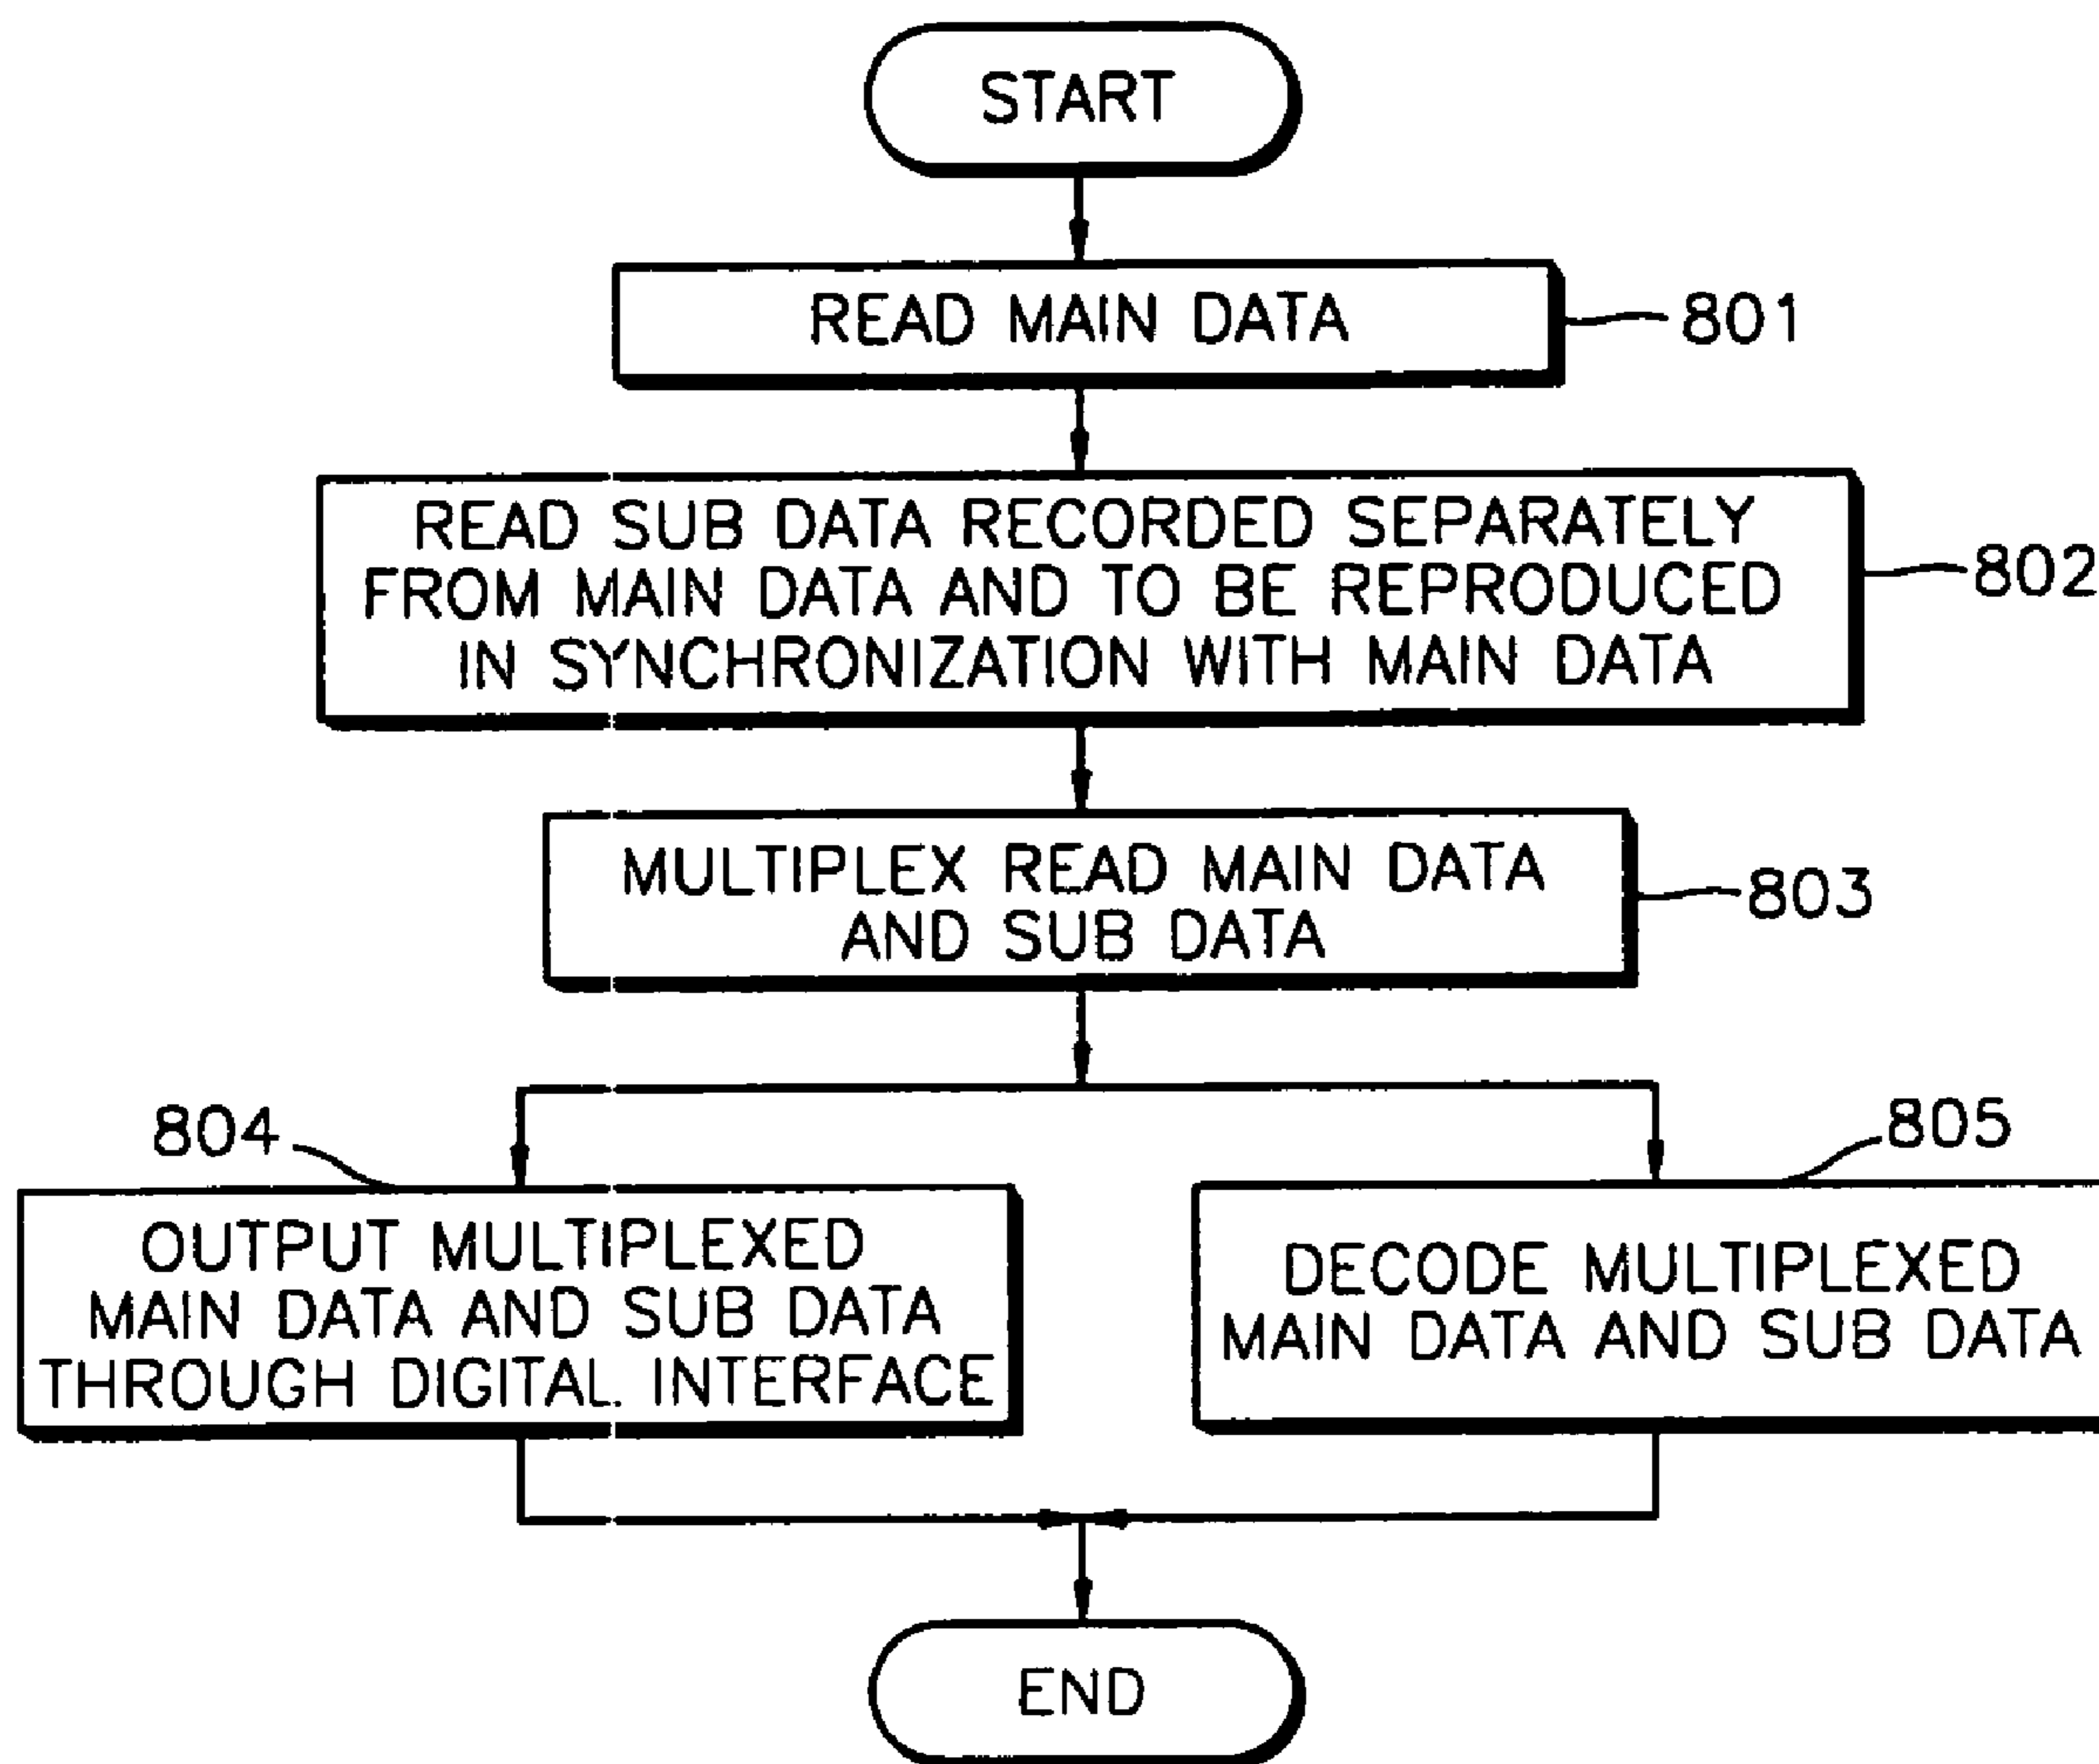 START
READ MAIN DATA
801
READ SUB DATA RECORDED SEPARATELY
FROM MAIN DATA AND TO BE REPRODUCED
IN SYNCHRONIZATION WITH MAIN DATA
802
MULTIPLEX READ MAIN DATA
AND SUB DATA
803
804
OUTPUT MULTIPLEXED
MAIN DATA AND SUB DATA
THROUGH DIGITAL INTERFACE
805
DECODE MULTIPLEXED
MAIN DATA AND SUB DATA
END